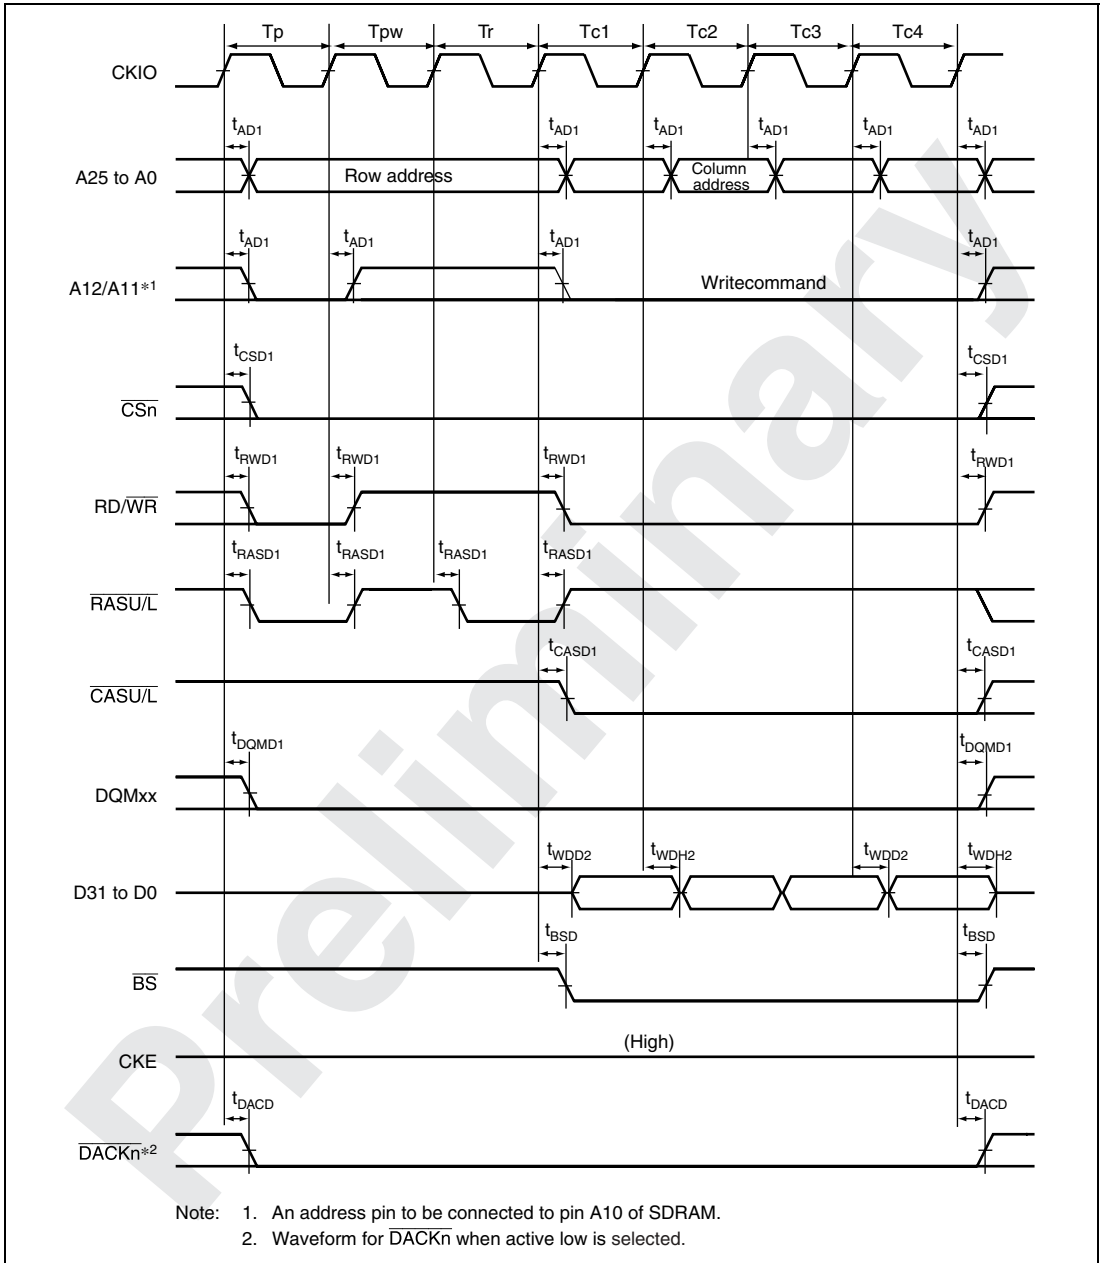 Tp Tpw Tr Tc1 Tc2 Tc3 Tc4
CKIO
tAD1 tAD1 tAD1 tAD1 tAD1 tAD1
A25 to A0 Row address Column address
tAD1 tAD1 tAD1 tAD1
A12/A11*1 Writecommand
tCSD1 tCSD1
CSn
tRWD1 tRWD1 tRWD1 tRWD1
RD/WR
tRASD1 tRASD1 tRASD1 tRASD1
RASU/L
tCASD1 tCASD1
CASU/L
tDQMD1 tDQMD1
DQMxx
tWDD2 tWDH2 tWDD2 tWDH2
D31 to D0
tBSD tBSD
BS
(High)
CKE
tDACD tDACD
DACKn*2
Note: 1. An address pin to be connected to pin A10 of SDRAM.
2. Waveform for DACKn when active low is selected.
Preliminary